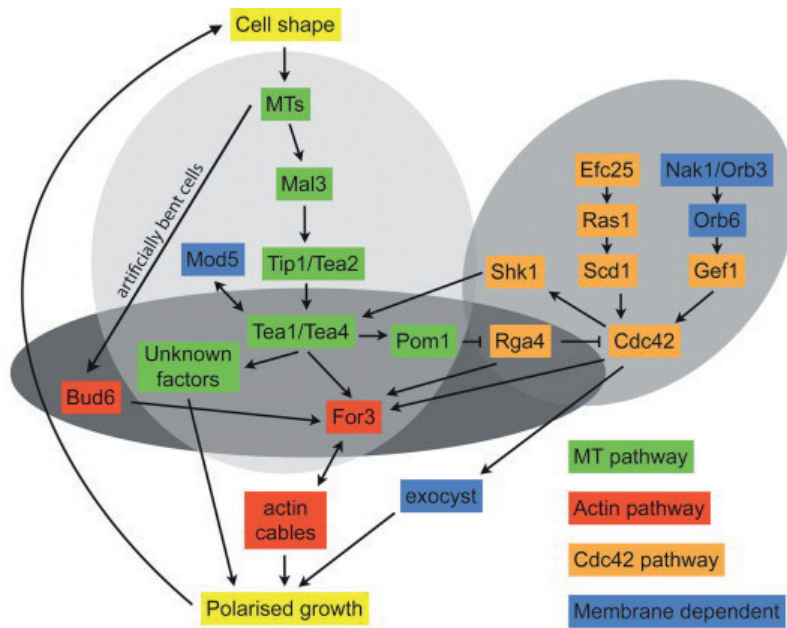 Cell shape
MTs
artificially bent cells
Mal3
Efc25
Nak1/Orb3
Ras1
Orb6
Mod5
Tip1/Tea2
Shk1
Scd1
Gef1
Tea1/Tea4
Pom1
Rga4
Cdc42
Unknown
factors
Bud6
For3
MT pathway
actin
cables
exocyst
Actin pathway
Cdc42 pathway
Polarised growth
Membrane dependent